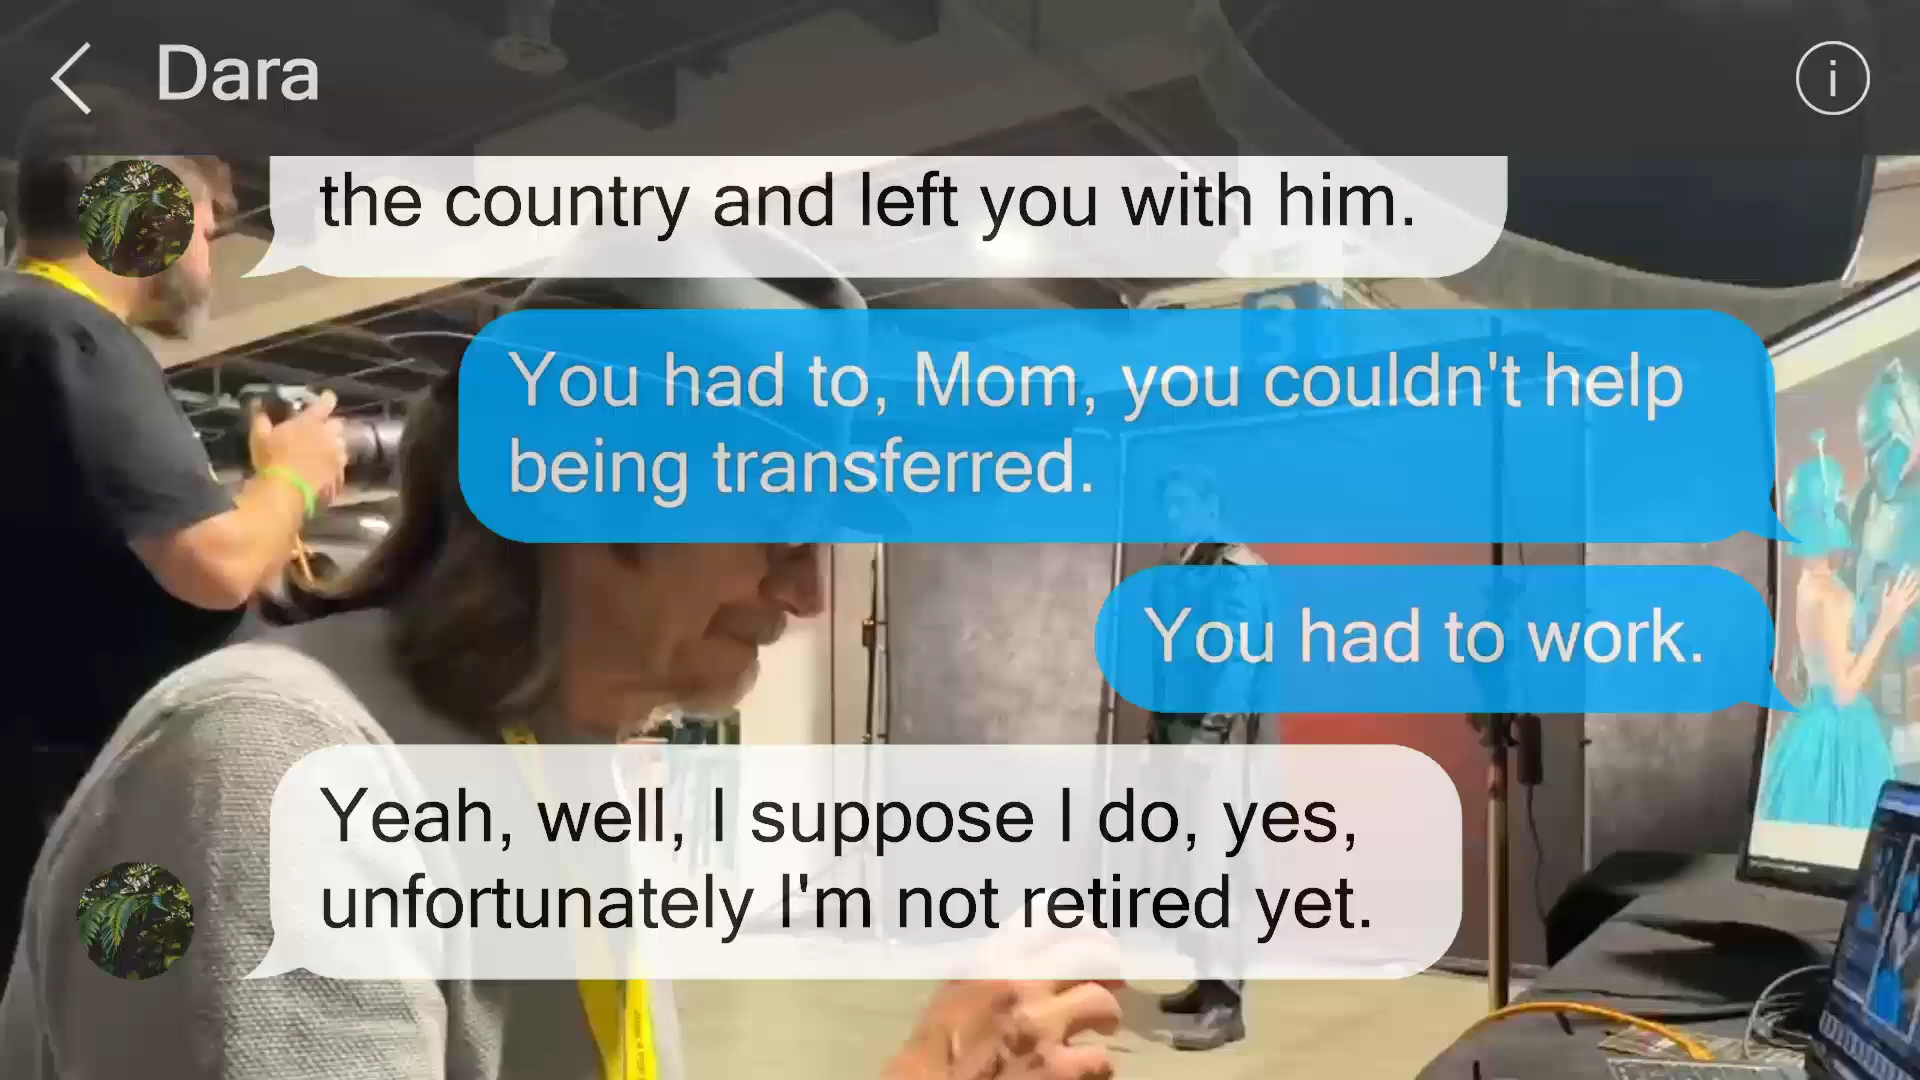 Dara
the country and left you with him.
3
You had to, Mom, you couldn't help
being transferred.
You had to work.
Yeah, well, I suppose I do, yes,
unfortunately I'm not retired yet.